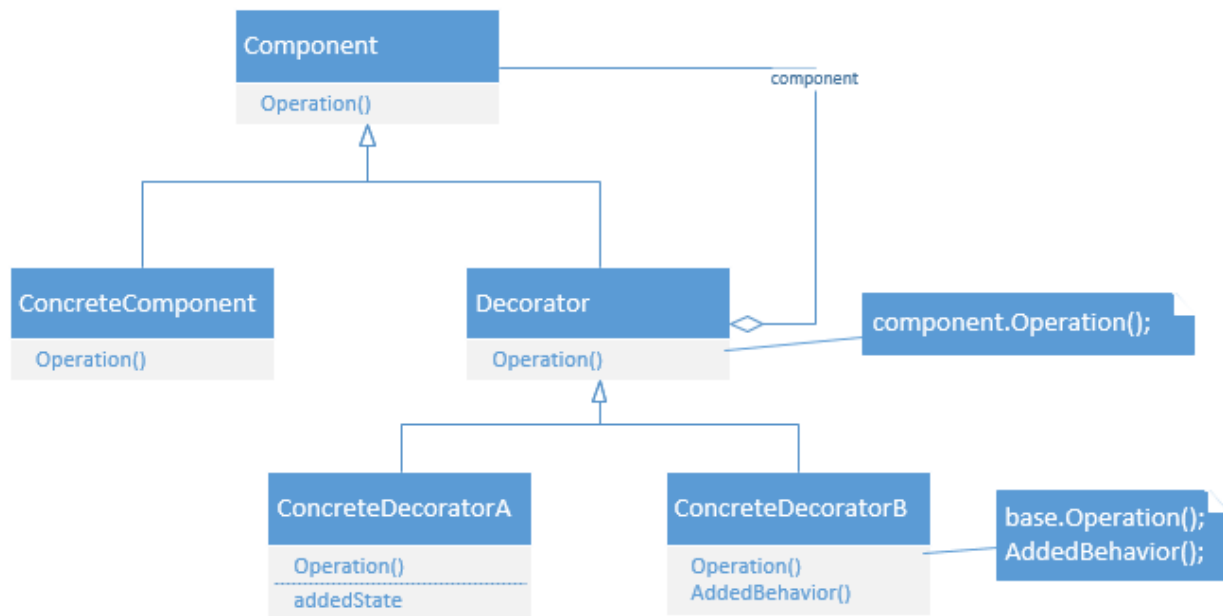 Component
component
Operation()
ConcreteComponent
Decorator
component.Operation();
Operation()
Operation()
ConcreteDecoratorA
ConcreteDecoratorB
base.Operation();
AddedBehavior();
Operation()
addedState
Operation()
AddedBehavior()